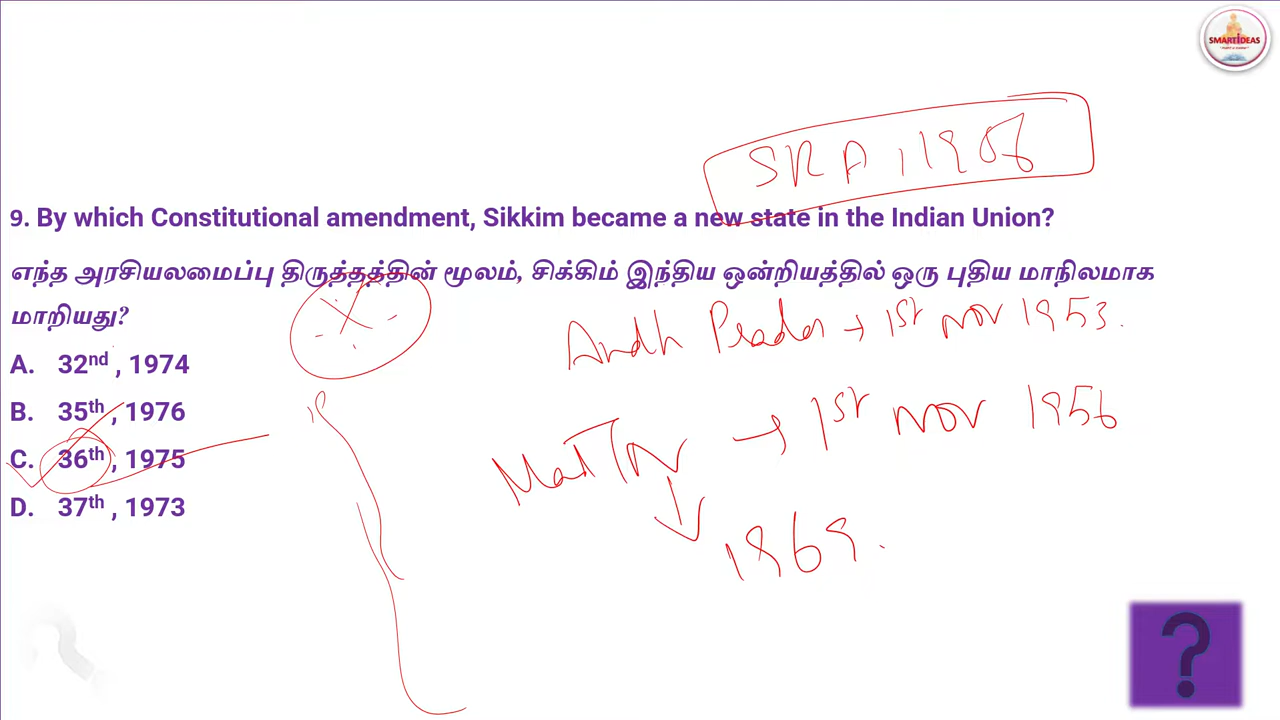 SMARTIDEAS
SRA, 1956
9. By which Constitutional amendment, Sikkim became a new state in the Indian Union?
எந்த அரசியலமைப்பு திருத்தத்தின் மூலம், சிக்கிம் இந்திய ஒன்றியத்தில் ஒரு புதிய மாநிலமாக
மாறியது?
Andh Prades → 1st Nov 1953.
A. 32nd , 1974
B. 35th , 1976
C. 36th , 1975
D. 37th , 1973
→ 1st Nov 1956
1969.
?